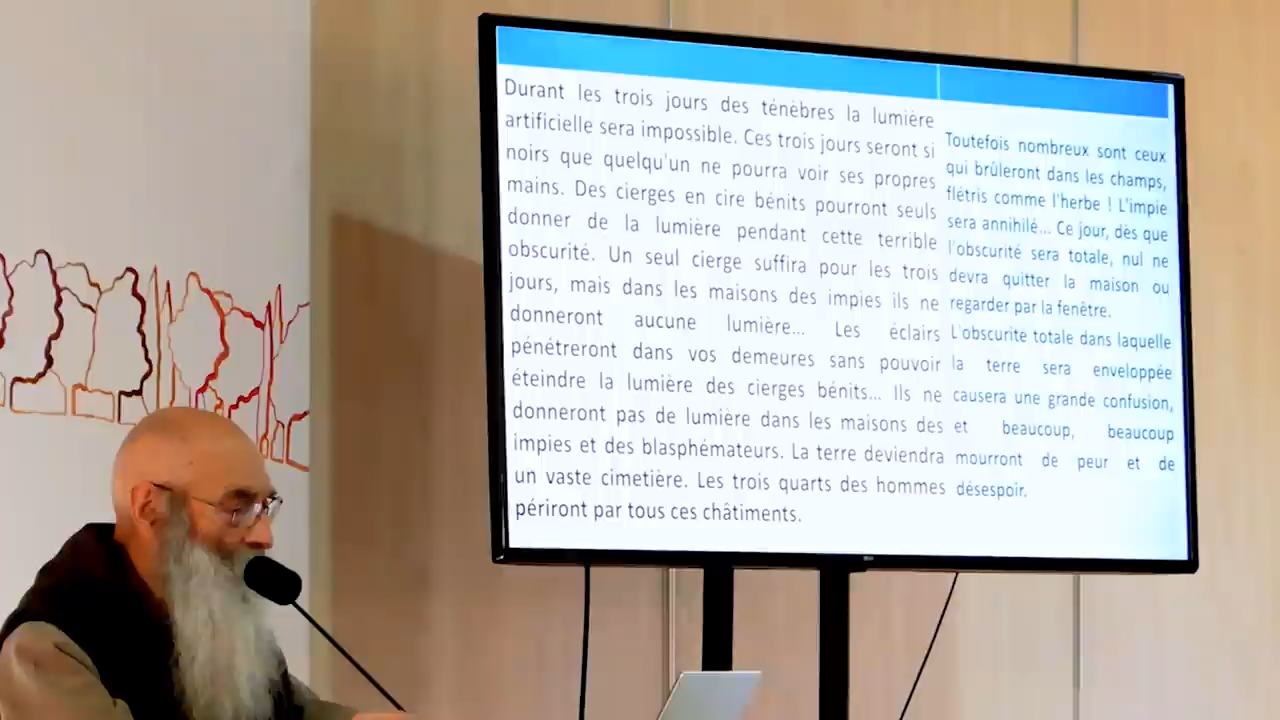 Durant les trois jours des ténèbres la lumière
artificielle sera impossible. Ces trois jours seront si
noirs que quelqu'un ne pourra voir ses propres
mains. Des cierges en cire bénits pourront seuls
donner de la lumière pendant cette terrible
obscurité. Un seul cierge suffira pour les trois
jours, mais dans les maisons des impies ils ne
donneront aucune lumière... Les éclairs
pénétreront dans vos demeures sans pouvoir
éteindre la lumière des cierges bénits... Ils ne
donneront pas de lumière dans les maisons des
impies et des blasphémateurs. La terre deviendra
un vaste cimetière. Les trois quarts des hommes
périront par tous ces châtiments.
Toutefois nombreux sont ceux
qui brûleront dans les champs,
flétris comme l'herbe ! L'impie
sera annihilé... Ce jour, dès que
l'obscurité sera totale, nul ne
devra quitter la maison ou
regarder par la fenêtre.
L'obscurite totale dans laquelle
la terre sera enveloppée
causera une grande confusion,
et beaucoup, beaucoup
mourront de peur et de
désespoir.